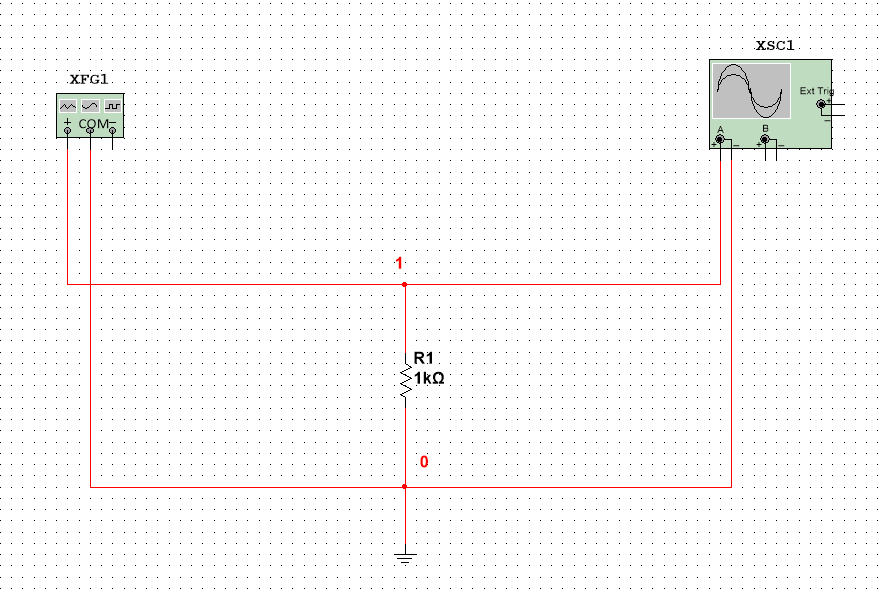 XSC1
XFG1
Ext Trig
+
−
+ COM −
A B
+ − + −
1
R1
1kΩ
0